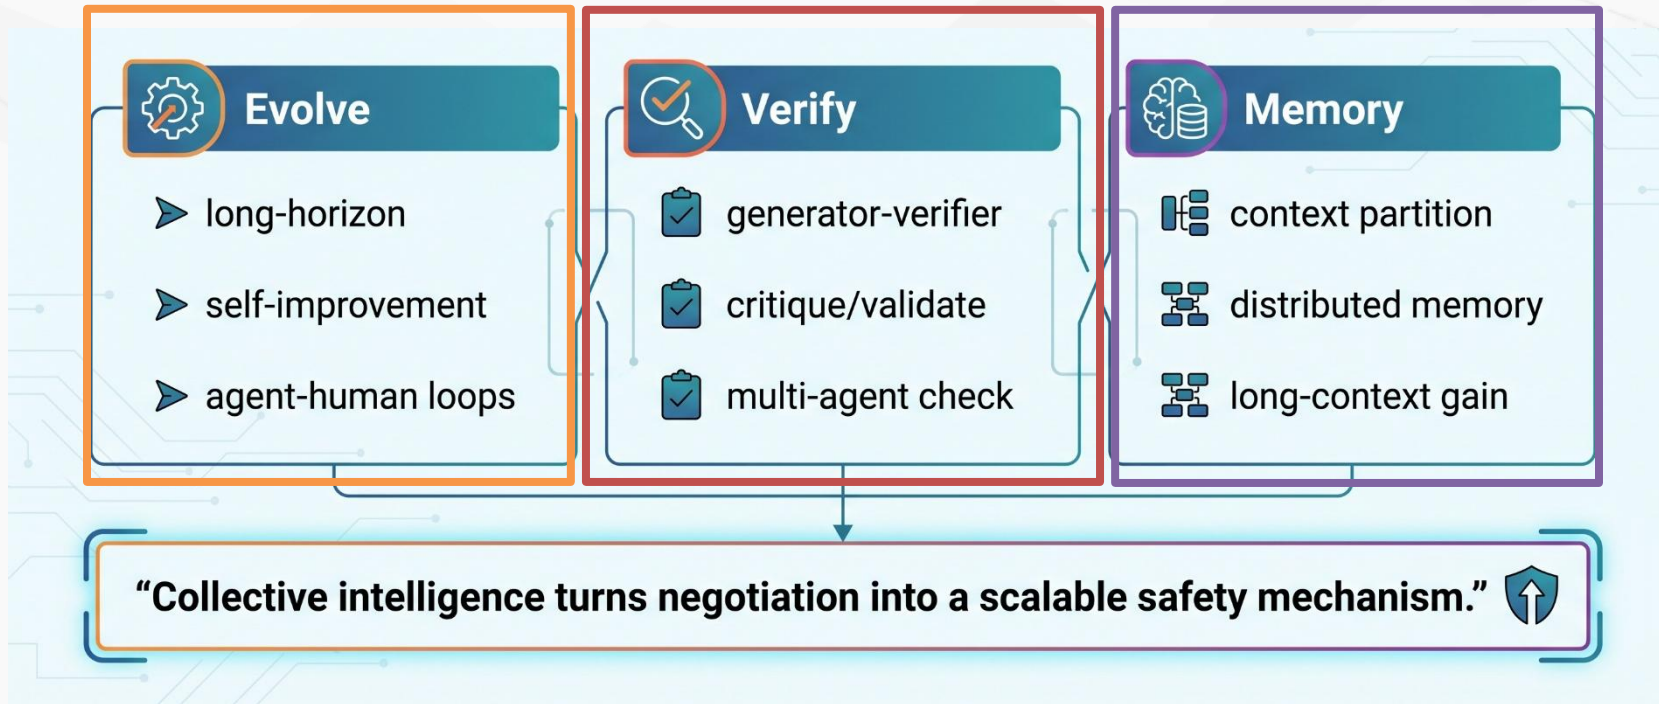 Evolve
long-horizon
self-improvement
agent-human loops
Verify
generator-verifier
critique/validate
multi-agent check
Memory
context partition
distributed memory
long-context gain
“Collective intelligence turns negotiation into a scalable safety mechanism.”